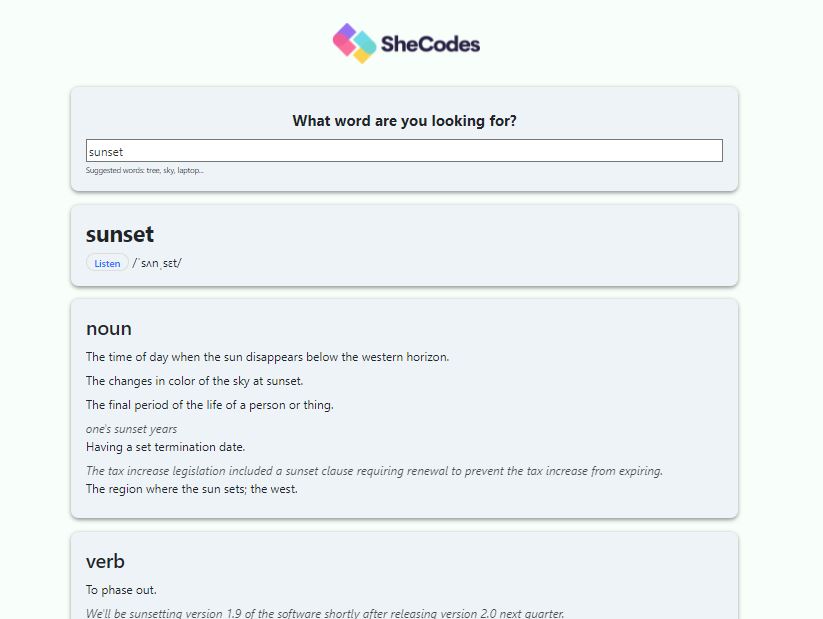 SheCodes
What word are you looking for?
sunset
Suggested words: tree, sky, laptop...
sunset
Listen /ˈsʌnˌsɛt/
noun
The time of day when the sun disappears below the western horizon.
The changes in color of the sky at sunset.
The final period of the life of a person or thing.
one's sunset years
Having a set termination date.
The tax increase legislation included a sunset clause requiring renewal to prevent the tax increase from expiring.
The region where the sun sets; the west.
verb
To phase out.
We'll be sunsetting version 1.9 of the software shortly after releasing version 2.0 next quarter.